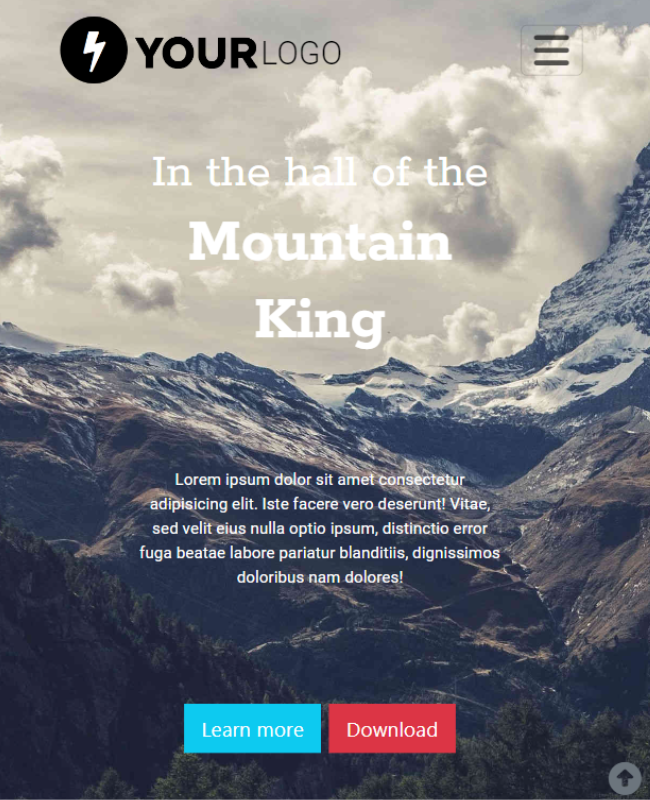 YOURLOGO
In the hall of the
Mountain
King
Lorem ipsum dolor sit amet consectetur
adipisicing elit. Iste facere vero deserunt! Vitae,
sed velit eius nulla optio ipsum, distinctio error
fuga beatae labore pariatur blanditiis, dignissimos
doloribus nam dolores!
Learn more Download